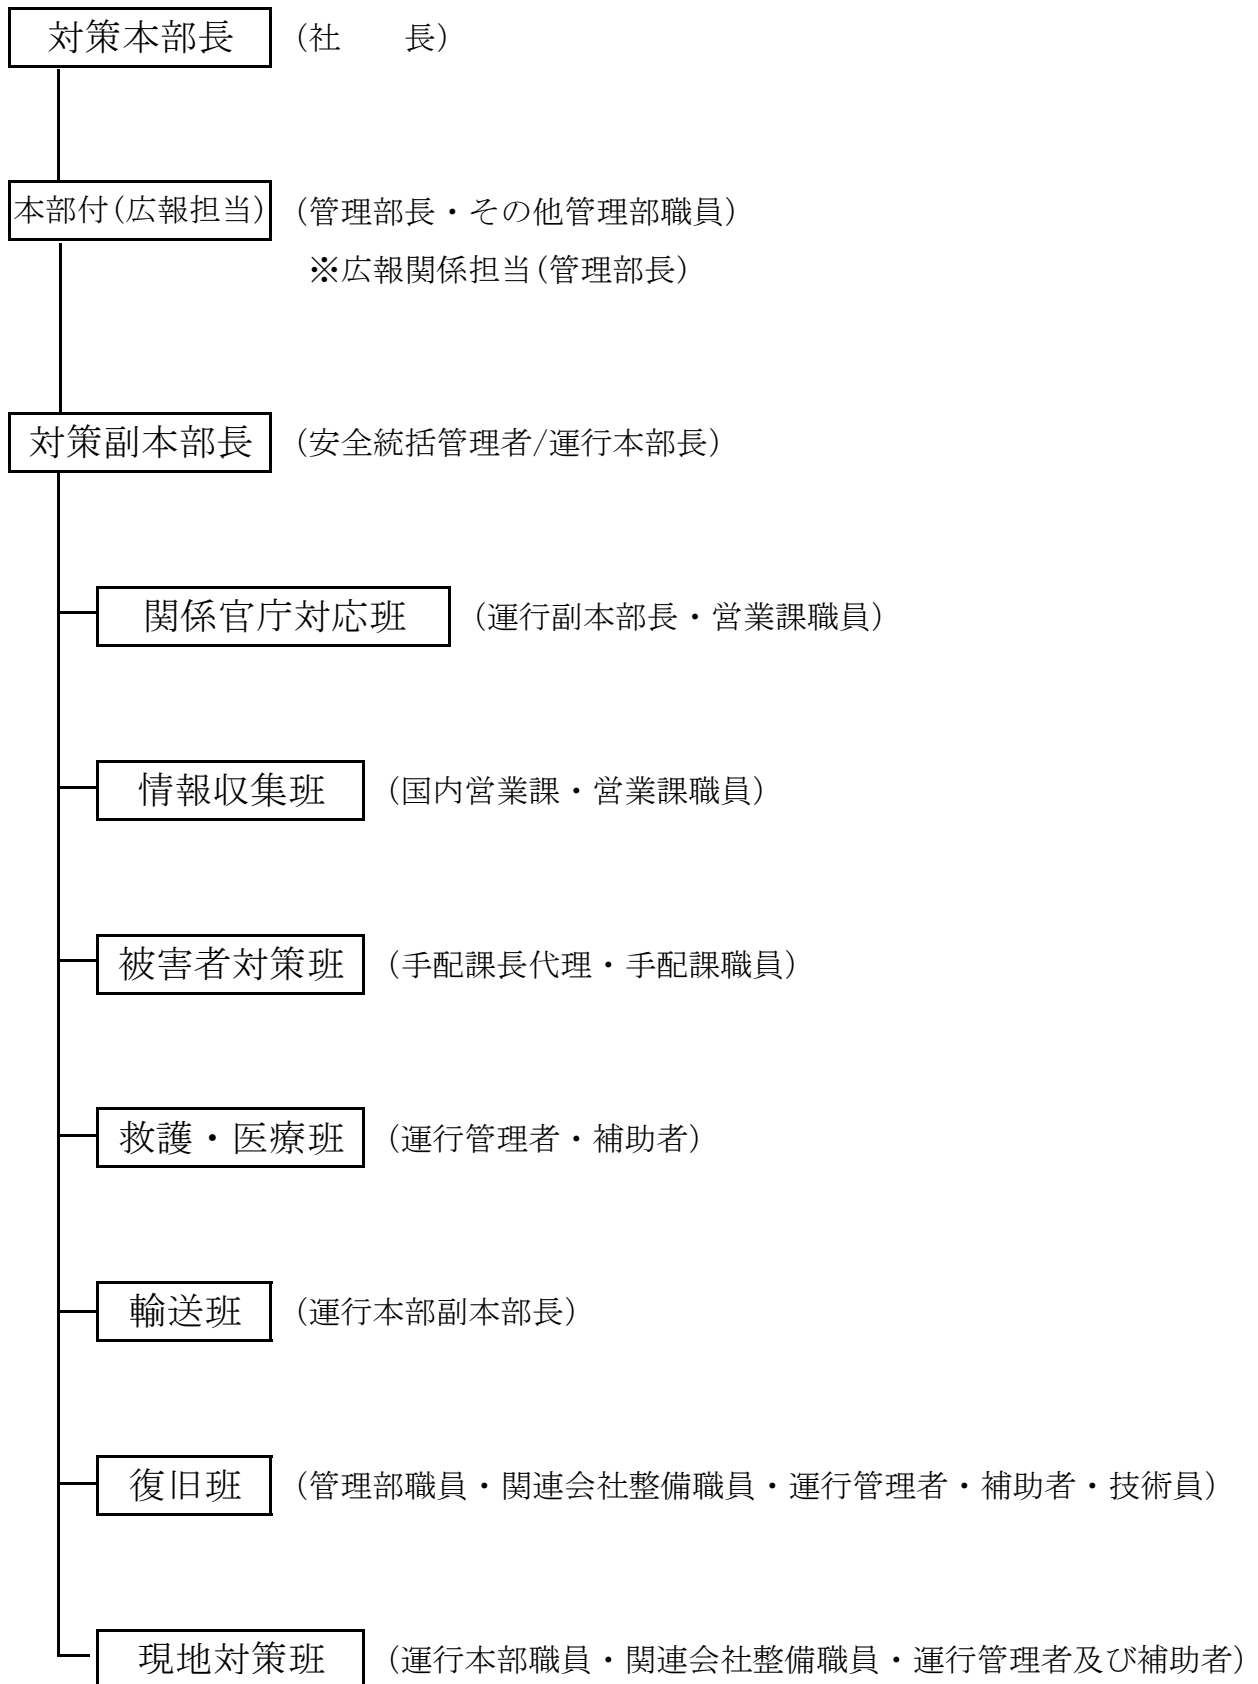 対策本部長 (社　　長)
本部付(広報担当) (管理部長・その他管理部職員)
※広報関係担当(管理部長)
対策副本部長 (安全統括管理者/運行本部長)
関係官庁対応班 (運行副本部長・営業課職員)
情報収集班 (国内営業課・営業課職員)
被害者対策班 (手配課長代理・手配課職員)
救護・医療班 (運行管理者・補助者)
輸送班 (運行本部副本部長)
復旧班 (管理部職員・関連会社整備職員・運行管理者・補助者・技術員)
現地対策班 (運行本部職員・関連会社整備職員・運行管理者及び補助者)